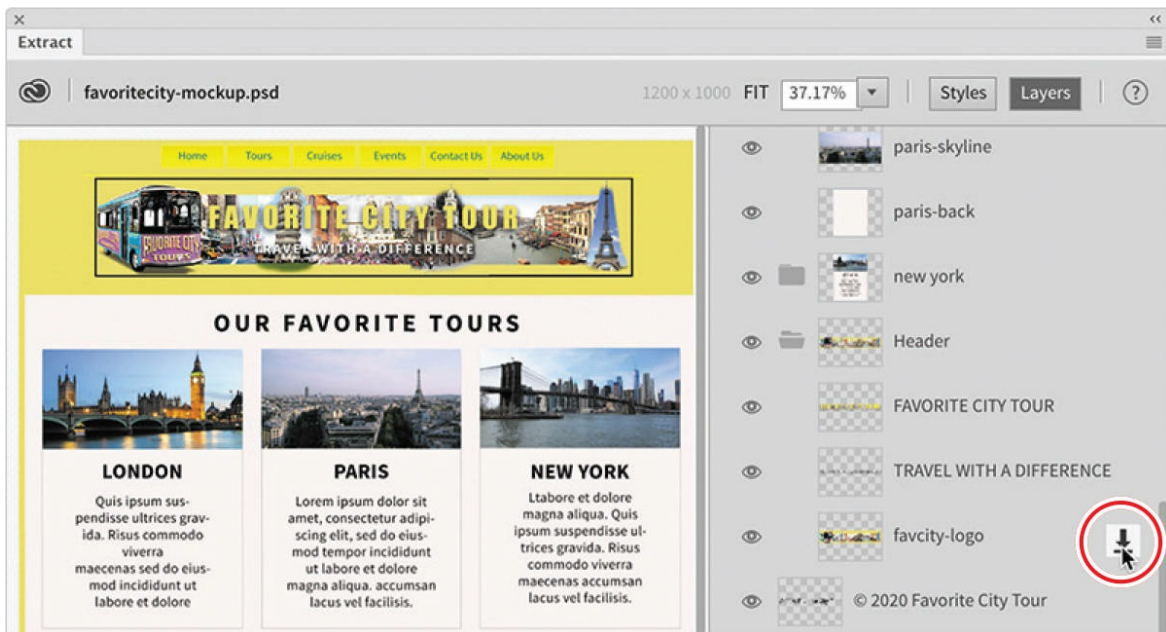 Extract
favoritecity-mockup.psd
1200 x 1000 FIT 37.17% Styles Layers ?
Home Tours Cruises Events Contact Us About Us
FAVORITE CITY TOUR
TRAVEL WITH A DIFFERENCE
FAVORITE CITY
TOURS
OUR FAVORITE TOURS
LONDON
Quis ipsum sus-
pendisse ultrices grav-
ida. Risus commodo
viverra
maecenas sed do eius-
mod incididunt ut
labore et dolore
PARIS
Lorem ipsum dolor sit
amet, consectetur adipi-
scing elit, sed do eius-
mod tempor incididunt
ut labore et dolore
magna aliqua. accumsan
lacus vel facilisis.
NEW YORK
Ltabore et dolore
magna aliqua. Quis
ipsum suspendisse ul-
trices gravida. Risus
commodo viverra
maecenas accumsan
lacus vel facilisis.
paris-skyline
paris-back
new york
Header
FAVORITE CITY TOUR
TRAVEL WITH A DIFFERENCE
favcity-logo
© 2020 Favorite City Tour